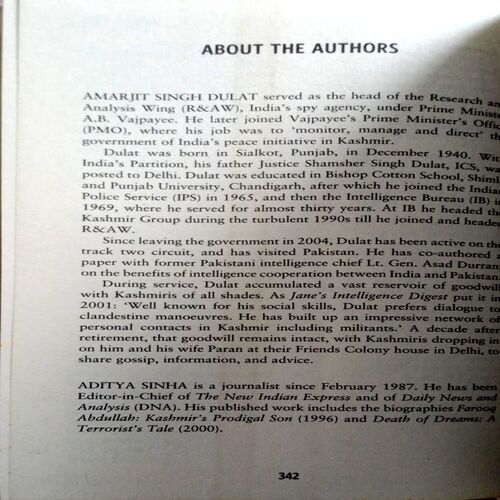 ABOUT THE AUTHORS
AMARJIT SINGH DULAT served as the head of the Research an
Analysis Wing (R&AW), India's spy agency, under Prime Ministe
A.B. Vajpayee. He later joined Vajpayee's Prime Minister's Offic
(PMO), where his job was to 'monitor, manage and direct' th
government of India's peace initiative in Kashmir.
Dulat was born in Sialkot, Punjab, in December 1940. Wit
India's Partition, his father Justice Shamsher Singh Dulat, ICS, wa
posted to Delhi. Dulat was educated in Bishop Cotton School, Shiml
and Punjab University, Chandigarh, after which he joined the India
Police Service (IPS) in 1965, and then the Intelligence Bureau (IB) i
1969, where he served for almost thirty years. At IB he headed th
Kashmir Group during the turbulent 1990s till he joined and heade
R&AW.
Since leaving the government in 2004, Dulat has been active on the
track two circuit, and has visited Pakistan. He has co-authored a
paper with former Pakistani intelligence chief Lt. Gen. Asad Durran
on the benefits of intelligence cooperation between India and Pakistan.
During service, Dulat accumulated a vast reservoir of goodwill
with Kashmiris of all shades. As Jane's Intelligence Digest put it in
2001: 'Well known for his social skills, Dulat prefers dialogue to
clandestine manoeuvres. He has built up an impressive network of
personal contacts in Kashmir including militants.' A decade after
retirement, that goodwill remains intact, with Kashmiris dropping in
on him and his wife Paran at their Friends Colony house in Delhi, to
share gossip, information, and advice.
ADITYA SINHA is a journalist since February 1987. He has been
Editor-in-Chief of The New Indian Express and of Daily News and
Analysis (DNA). His published work includes the biographies Farooq
Abdullah: Kashmir's Prodigal Son (1996) and Death of Dreams: A
Terrorist's Tale (2000).
342